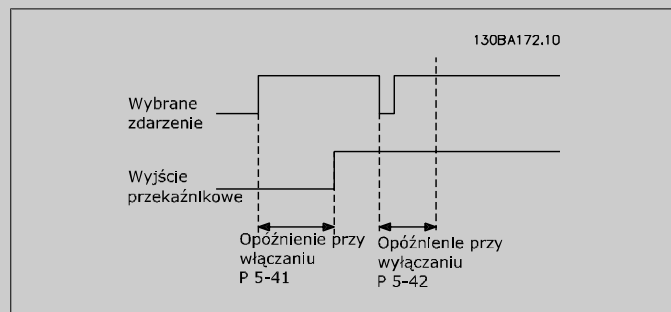 130BA172.10
Wybrane
zdarzenie
Wyjście
przekaźnikowe
Opóźnienie przy
włączaniu
P 5-41
Opóźnienie przy
wyłączaniu
P 5-42